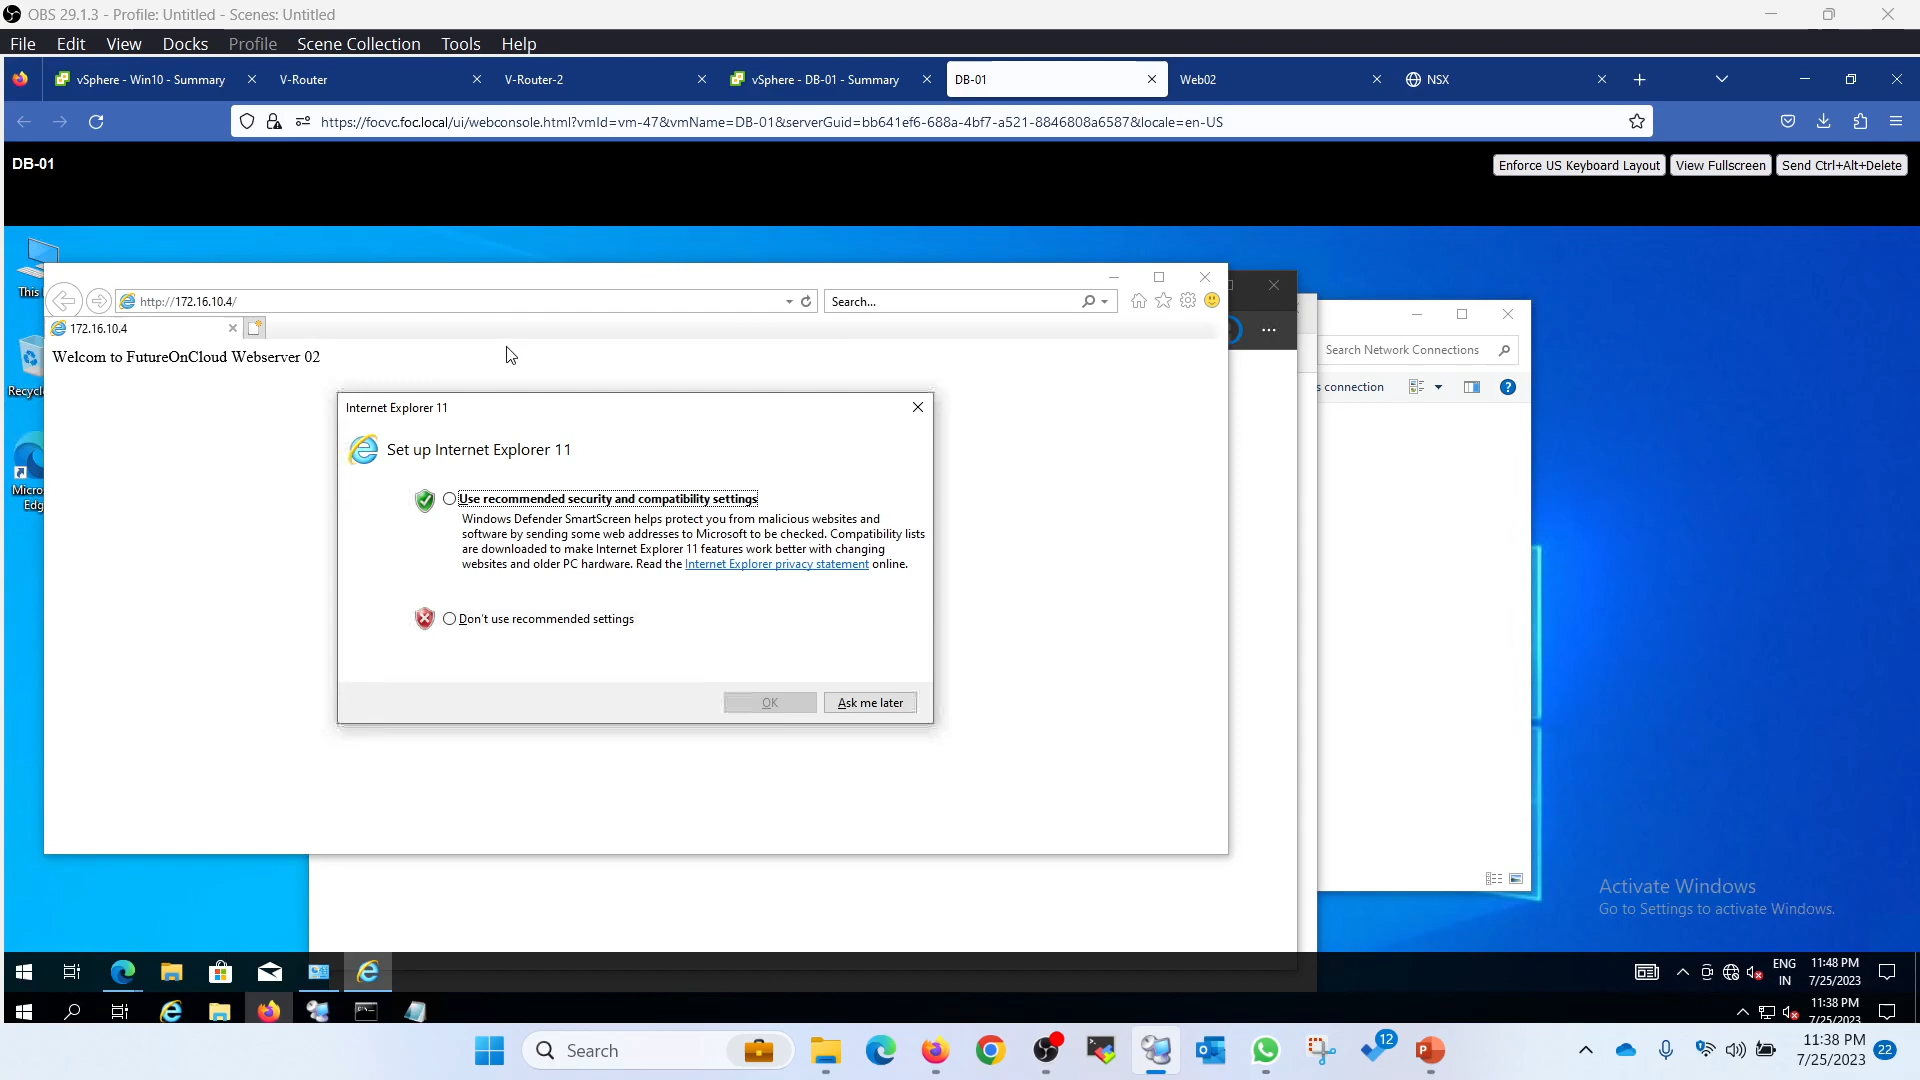 OBS 29.1.3 - Profile: Untitled - Scenes: Untitled
File Edit View Docks Profile Scene Collection Tools Help
vSphere - Win10 - Summary V-Router V-Router-2 vSphere - DB-01 - Summary DB-01 Web02 NSX
https://focvc.foc.local/ui/webconsole.html?vmId=vm-47&vmName=DB-01&serverGuid=bb641ef6-688a-4bf7-a521-8846808a6587&locale=en-US
DB-01
Enforce US Keyboard Layout View Fullscreen Send Ctrl+Alt+Delete
This
http://172.16.10.4/ Search...
172.16.10.4
Welcom to FutureOnCloud Webserver 02
Search Network Connections
s connection
Recycl
Micro
Edg
Internet Explorer 11
Set up Internet Explorer 11
Use recommended security and compatibility settings
Windows Defender SmartScreen helps protect you from malicious websites and
software by sending some web addresses to Microsoft to be checked. Compatibility lists
are downloaded to make Internet Explorer 11 features work better with changing
websites and older PC hardware. Read the Internet Explorer privacy statement online.
Don't use recommended settings
OK Ask me later
Activate Windows
Go to Settings to activate Windows.
ENG
IN
11:48 PM
7/25/2023
11:38 PM
7/25/2023
Search
12
11:38 PM
7/25/2023
22